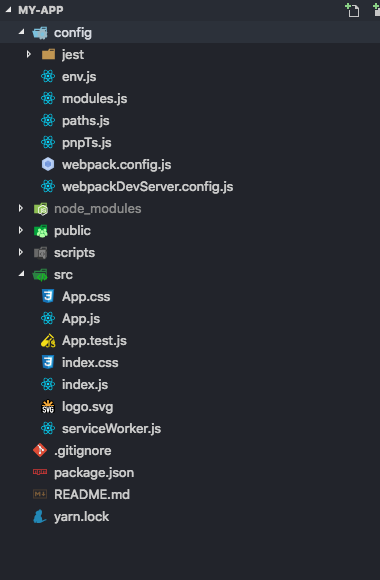 MY-APP
config
jest
env.js
modules.js
paths.js
pnpTs.js
webpack.config.js
webpackDevServer.config.js
node_modules
public
scripts
src
App.css
App.js
App.test.js
index.css
index.js
logo.svg
serviceWorker.js
.gitignore
package.json
README.md
yarn.lock